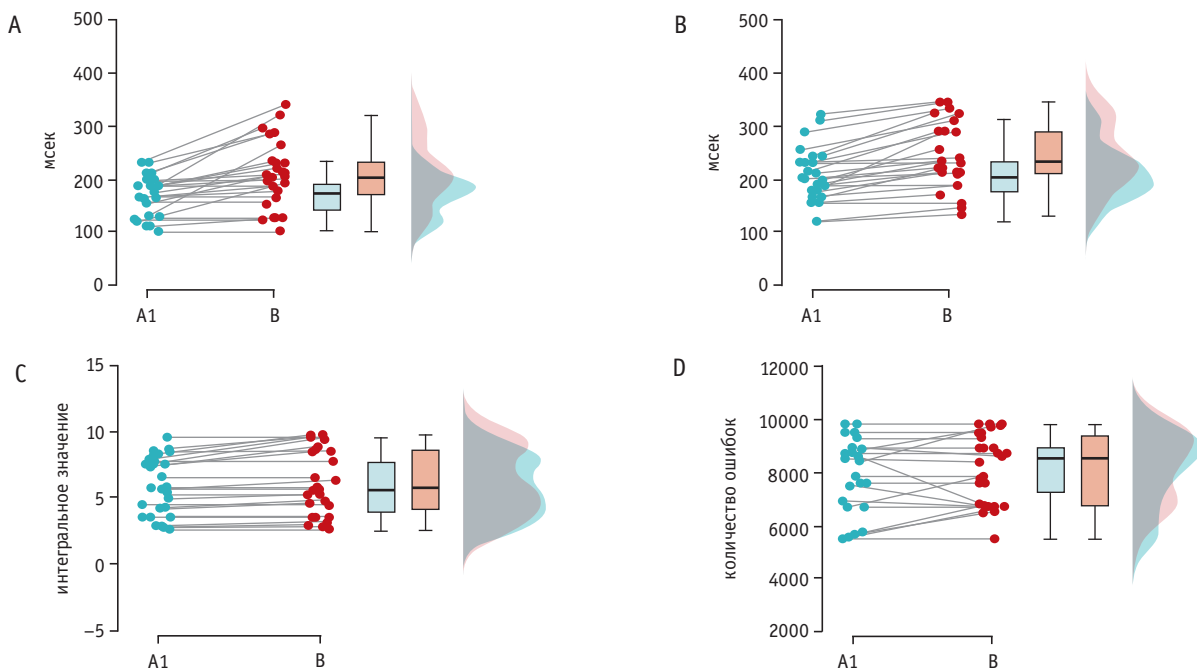 A
500
400
300
200
100
0
мсек
A1
B
B
500
400
300
200
100
0
мсек
A1
B
C
15
10
5
0
−5
интегральное значение
A1
B
D
12000
10000
8000
6000
4000
2000
количество ошибок
A1
B